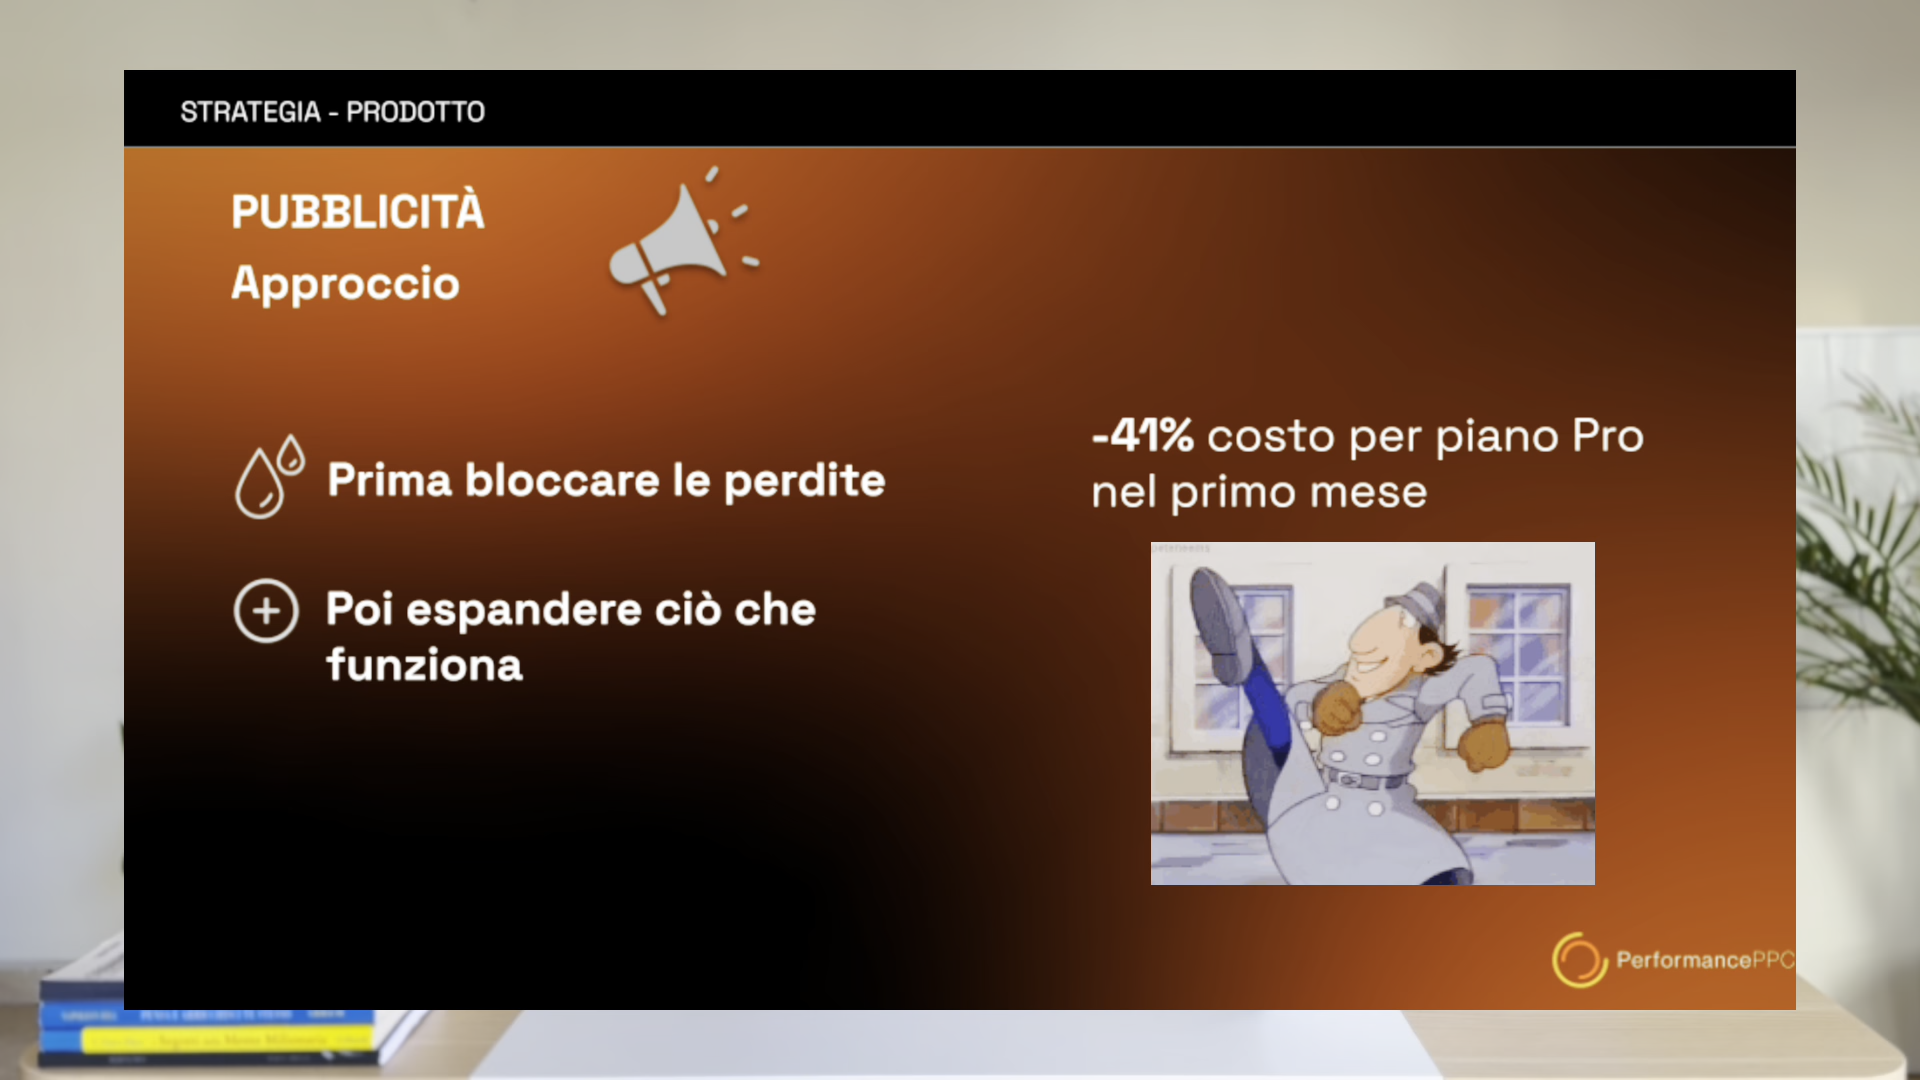 STRATEGIA - PRODOTTO
PUBBLICITÀ
Approccio
Prima bloccare le perdite
Poi espandere ciò che
funziona
-41% costo per piano Pro
nel primo mese
PerformancePPC